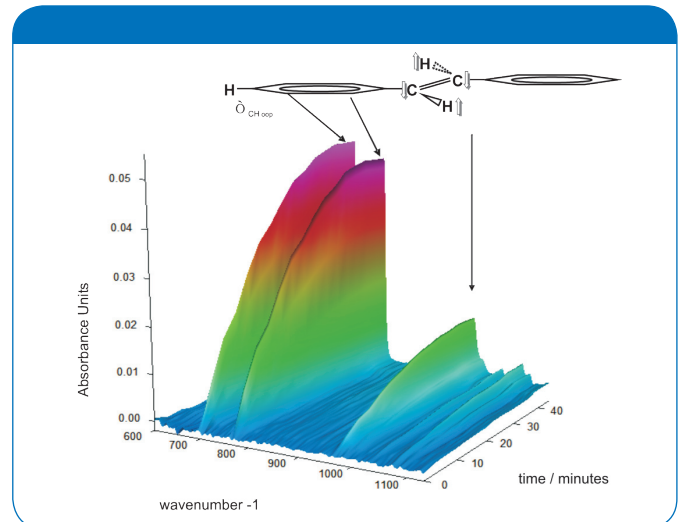 H
C
H
C
H
Ò CH oop
0.05
0.04
0.03
0.02
0.01
0.00
Absorbance Units
600
700
800
900
1000
1100
0
10
20
30
40
time / minutes
wavenumber -1